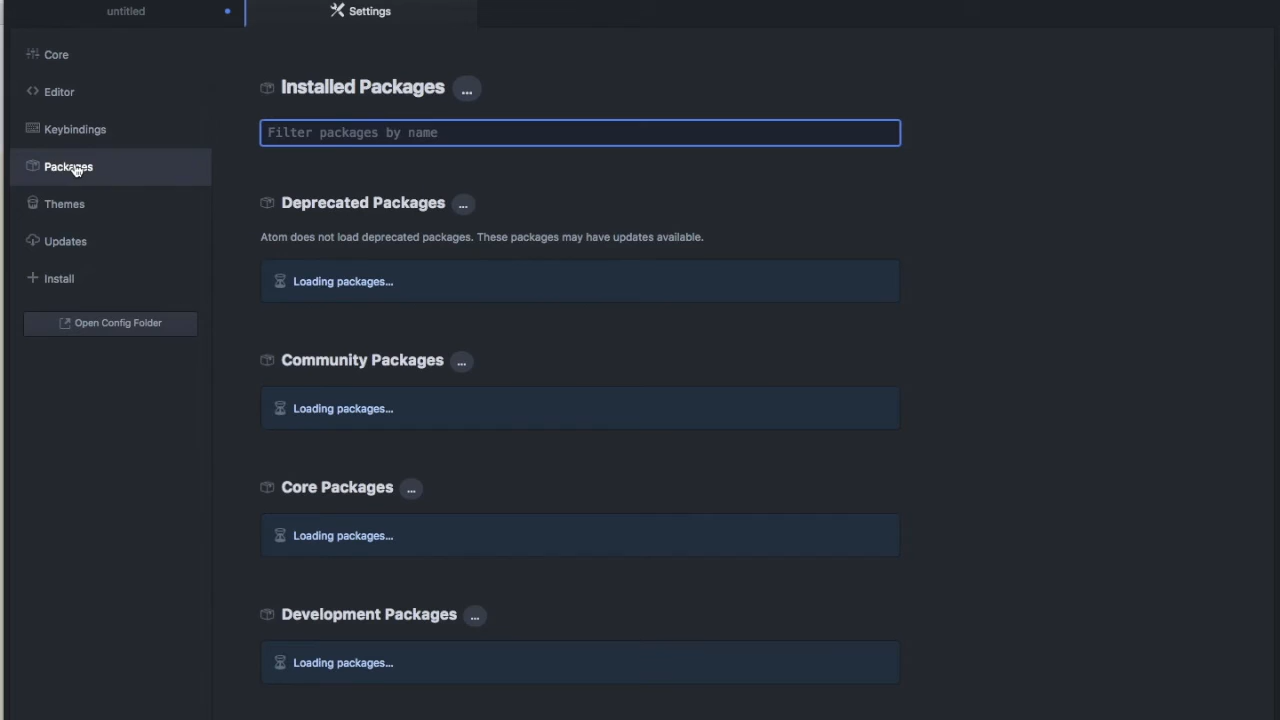 untitled
Settings
Core
Editor
Keybindings
Packages
Themes
Updates
Install
Open Config Folder
Installed Packages ...
Filter packages by name
Deprecated Packages ...
Atom does not load deprecated packages. These packages may have updates available.
Loading packages...
Community Packages ...
Loading packages...
Core Packages ...
Loading packages...
Development Packages ...
Loading packages...